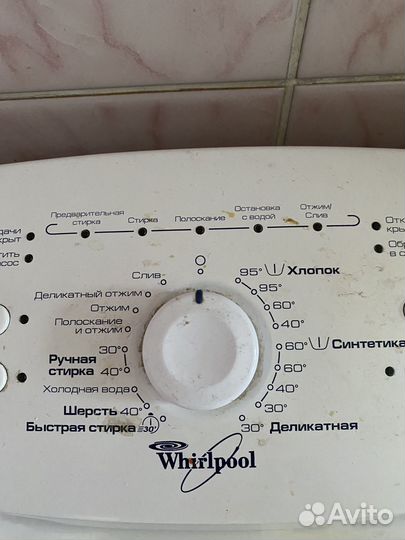 Предварительная стирка
Стирка
Полоскание
Остановка с водой
Отжим/Слив
Слив
Деликатный отжим
Отжим
Полоскание и отжим
Ручная стирка 30° 40°
Холодная вода
Шерсть 40°
Быстрая стирка 30°
95° Хлопок
95°
60°
40°
60° Синтетика
60°
40°
30°
30° Деликатная
Whirlpool
Avito